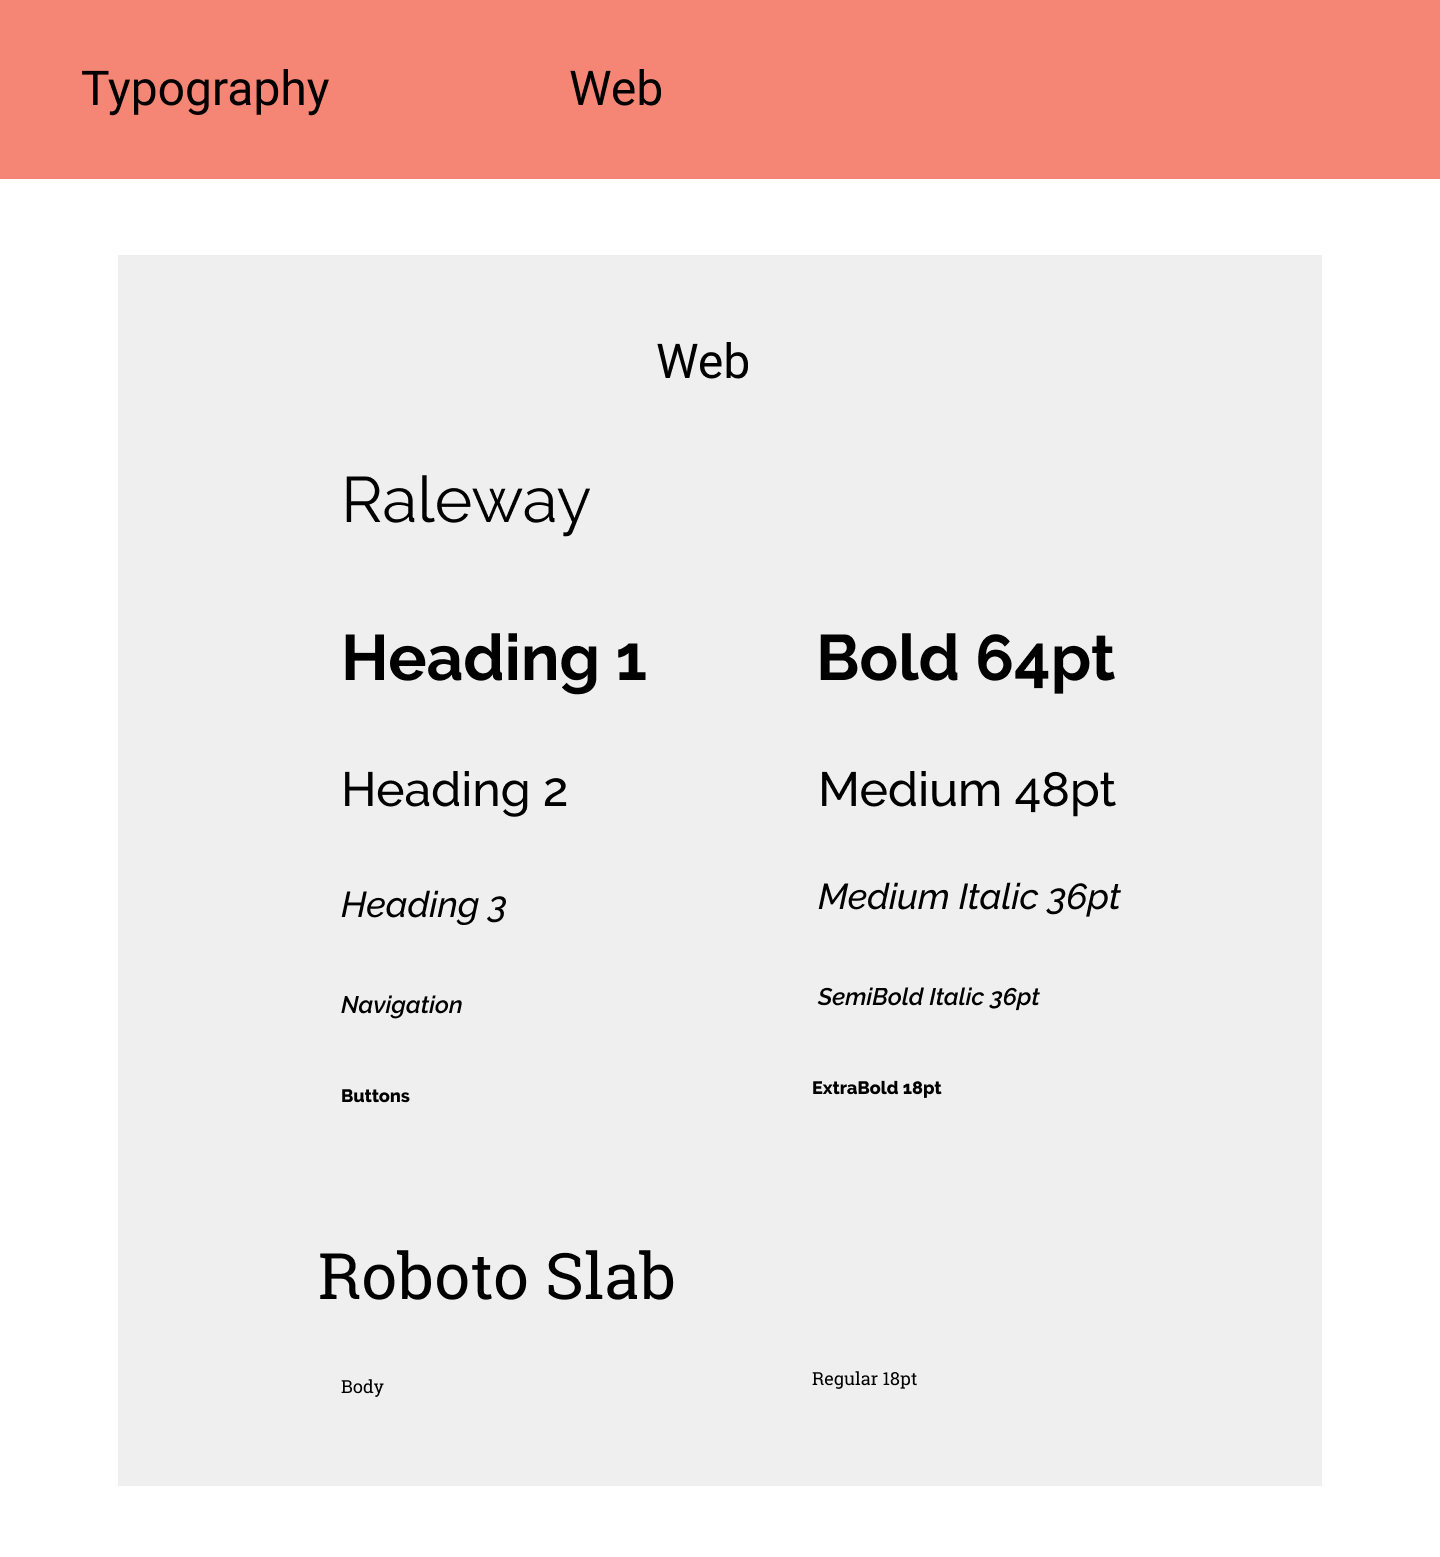 Typography Web
Web
Raleway
Heading 1 Bold 64pt
Heading 2 Medium 48pt
Heading 3 Medium Italic 36pt
Navigation SemiBold Italic 36pt
Buttons ExtraBold 18pt
Roboto Slab
Body Regular 18pt